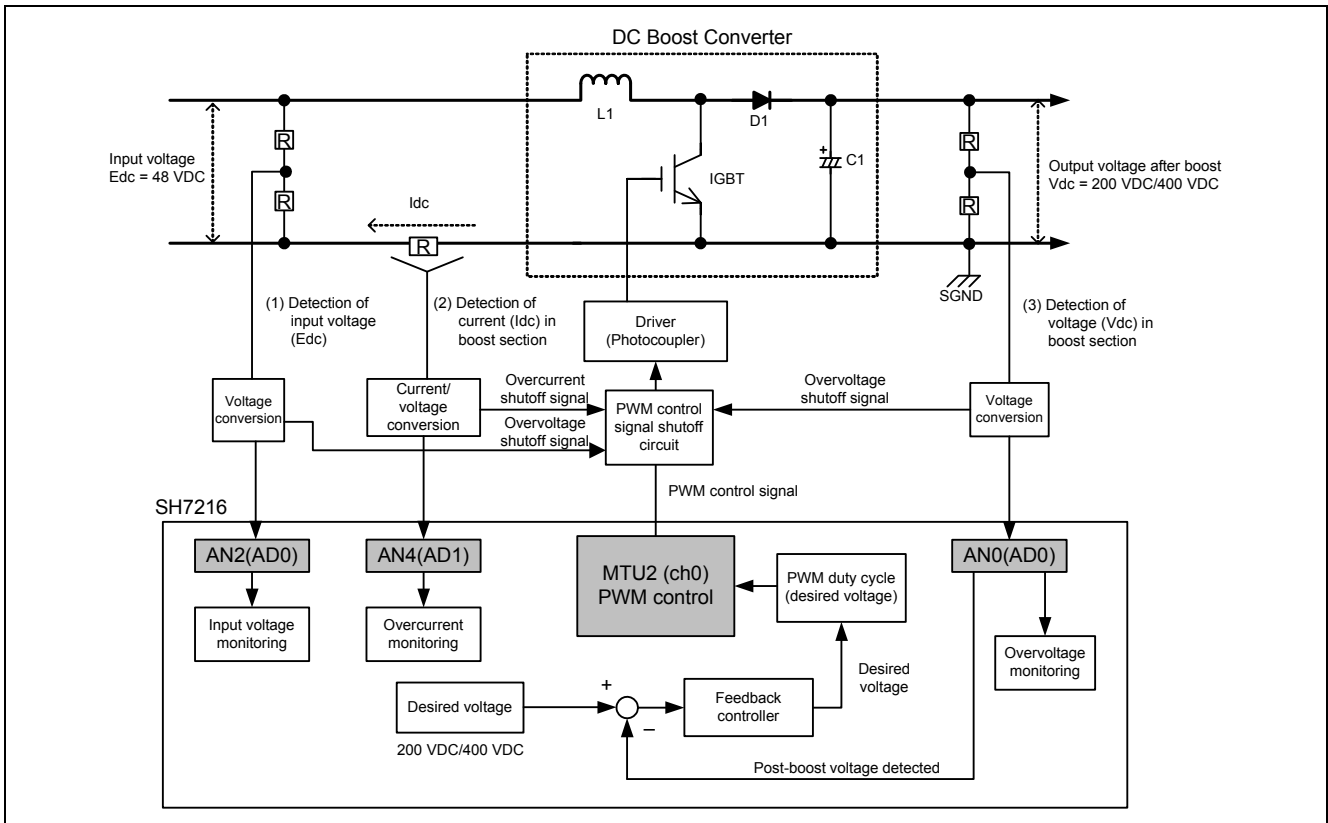 DC Boost Converter
L1
D1
R
R
Input voltage
Edc = 48 VDC
Idc
R
IGBT
+
C1
R
R
Output voltage after boost
Vdc = 200 VDC/400 VDC
SGND
(1) Detection of
input voltage
(Edc)
(2) Detection of
current (Idc) in
boost section
(3) Detection of
voltage (Vdc) in
boost section
Driver
(Photocoupler)
Voltage
conversion
Current/
voltage
conversion
Overcurrent
shutoff signal
Overvoltage
shutoff signal
PWM control
signal shutoff
circuit
Overvoltage
shutoff signal
Voltage
conversion
PWM control signal
SH7216
AN2(AD0)
AN4(AD1)
MTU2 (ch0)
PWM control
PWM duty cycle
(desired voltage)
AN0(AD0)
Input voltage
monitoring
Overcurrent
monitoring
Overvoltage
monitoring
Desired
voltage
Desired voltage
200 VDC/400 VDC
+
–
Feedback
controller
Post-boost voltage detected